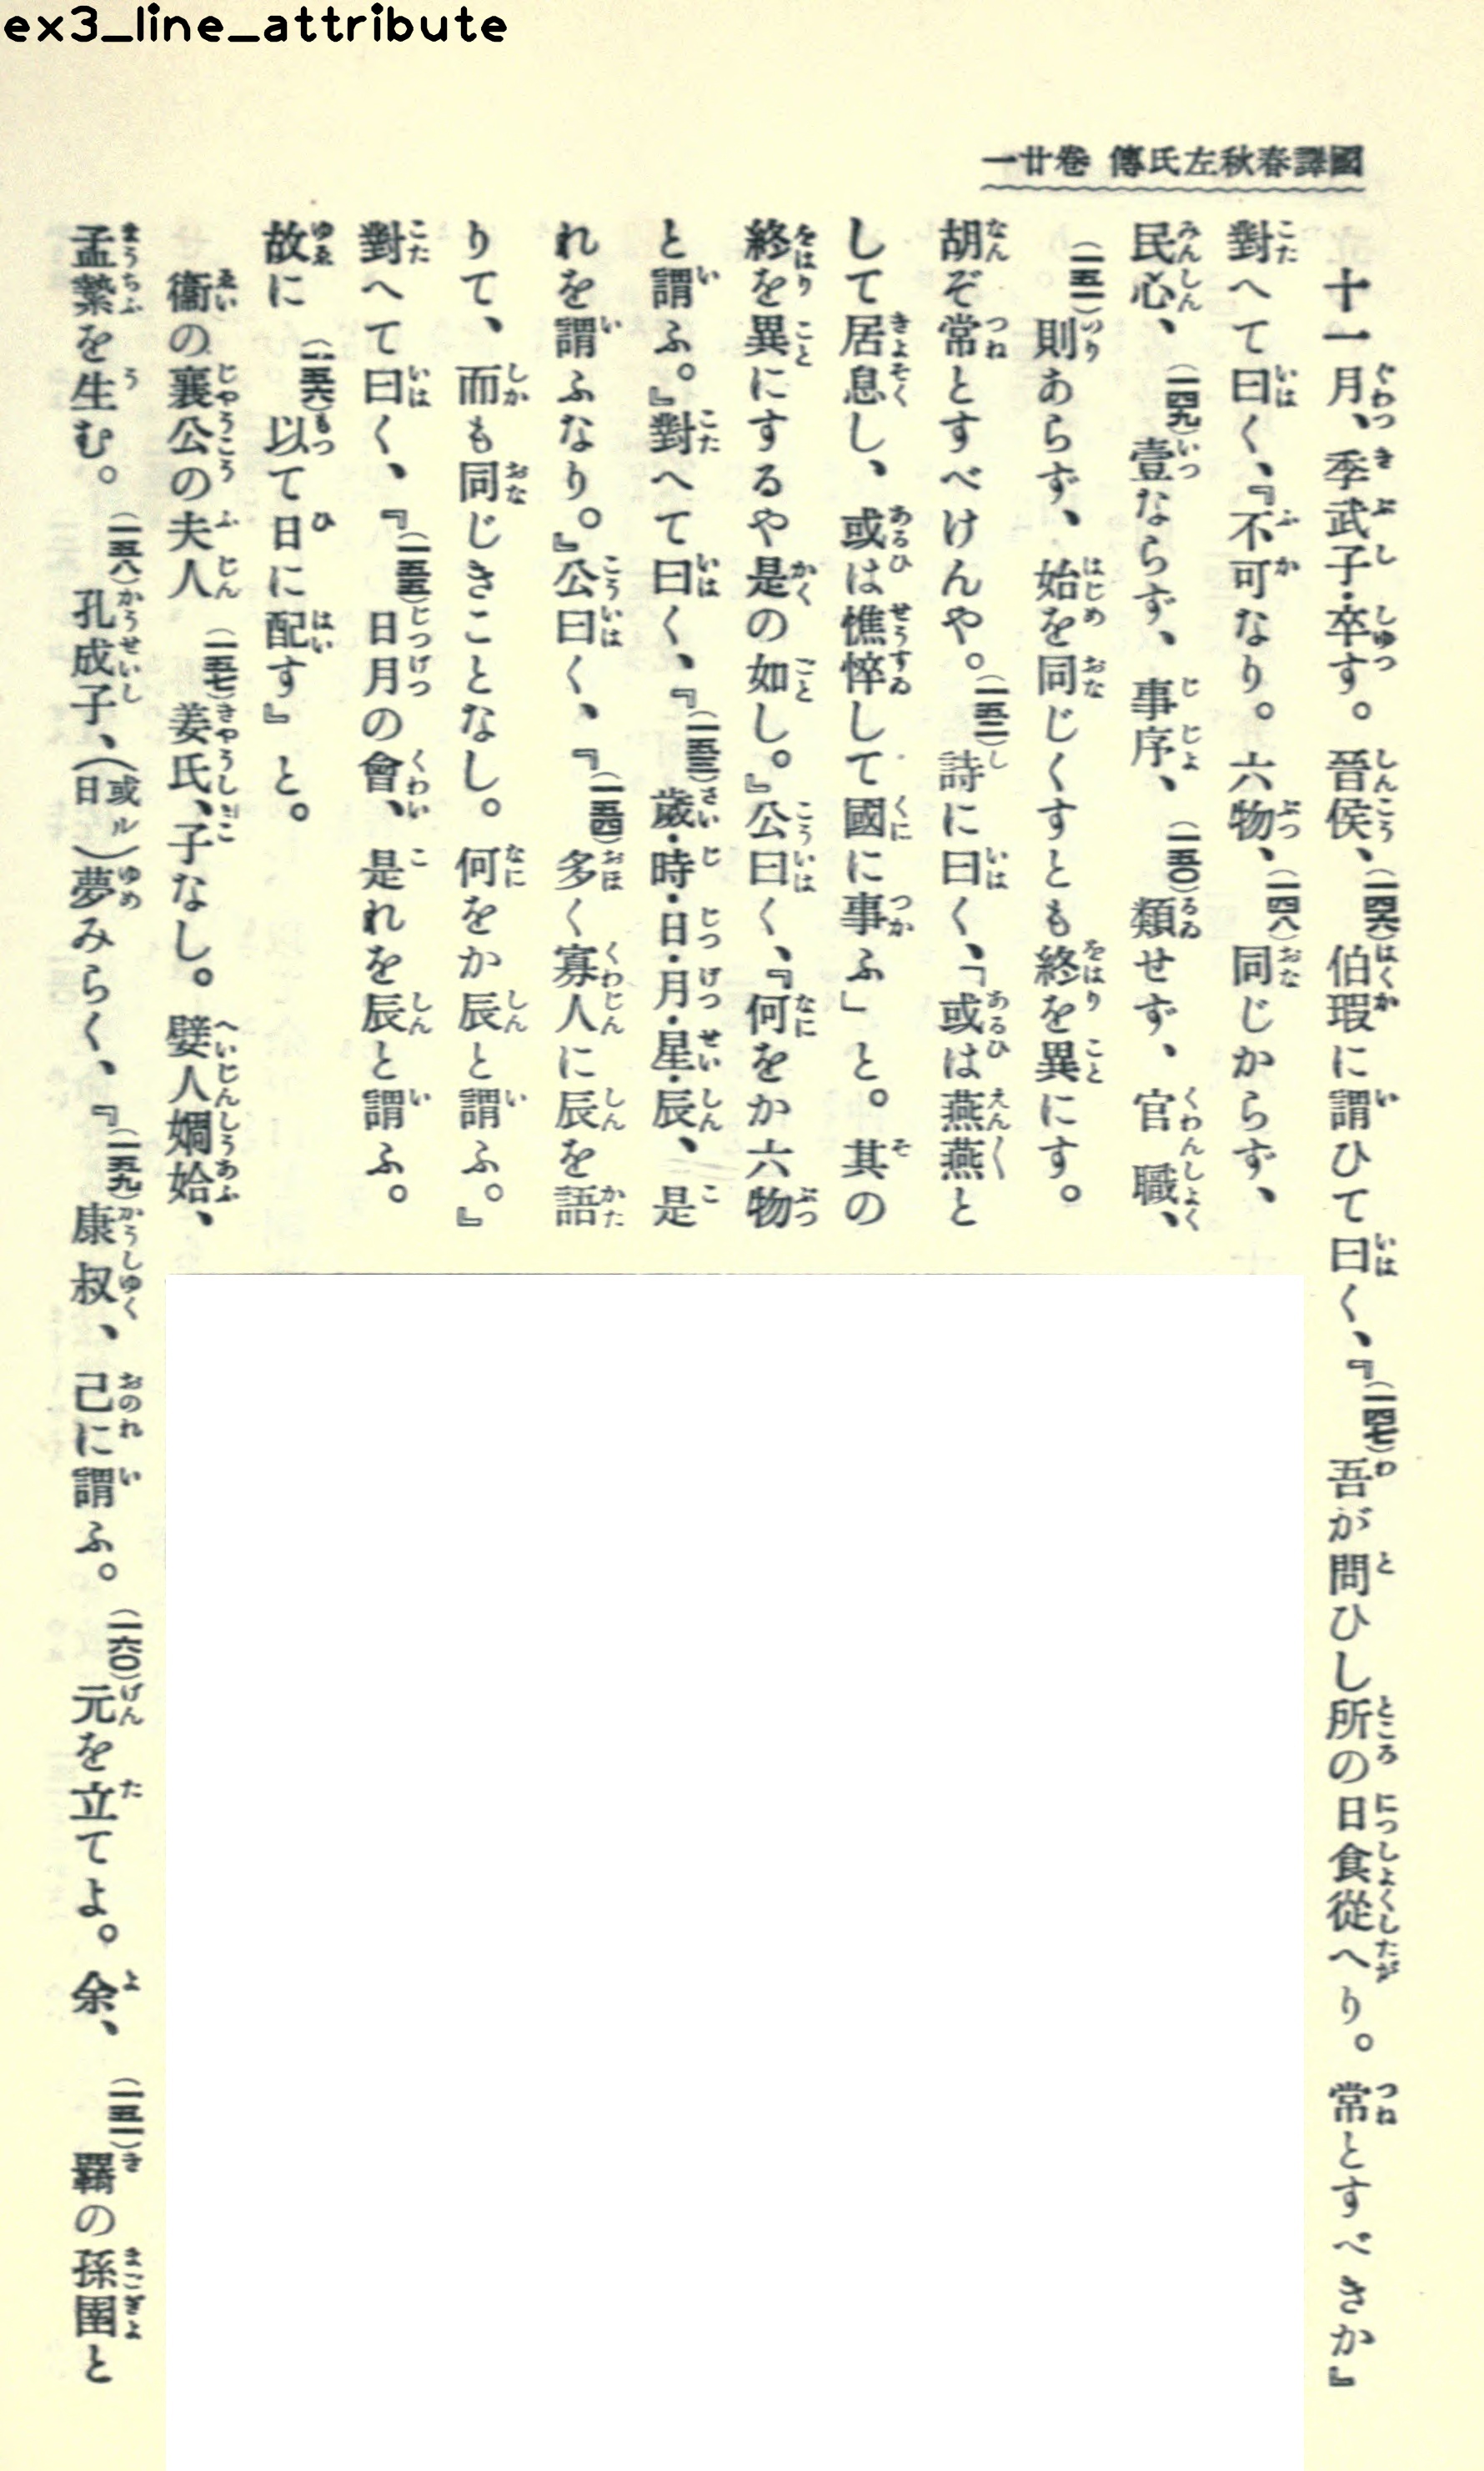 ex3_line_attribute
國譯春秋左氏傳 卷廿一
十一月、季武子・卒す。晉侯、(一四六)伯瑕に謂ひて曰く、『(一四七)吾が問ひし所の日食從へり。常とすべきか』
對へて曰く、『不可なり。六物、(一四八)同じからず、
民心、(一四九)壹ならず、事序、(一五〇)類せず、官職、
(一五一)則あらず、始を同じくすとも終を異にす。
胡ぞ常とすべけんや。(一五二)詩に曰く、「或は燕燕と
して居息し、或は憔悴して國に事ふ」と。其の
終を異にするや是の如し。』公曰く、『何をか六物
と謂ふ。』對へて曰く、『(一五三)歲・時・日・月・星・辰、是
れを謂ふなり。』公曰く、『(一五四)多く寡人に辰を語
りて、而も同じきことなし。何をか辰と謂ふ。』
對へて曰く、『(一五五)日月の會、是れを辰と謂ふ。
故に(一五六)以て日に配す』と。
衞の襄公の夫人(一五七)姜氏、子なし。嬖人婤姶、
孟縶を生む。(一五八)孔成子、(或ル日)夢みらく、『(一五九)康叔、己に謂ふ。(一六〇)元を立てよ。余、(一五一)羇の孫圉と